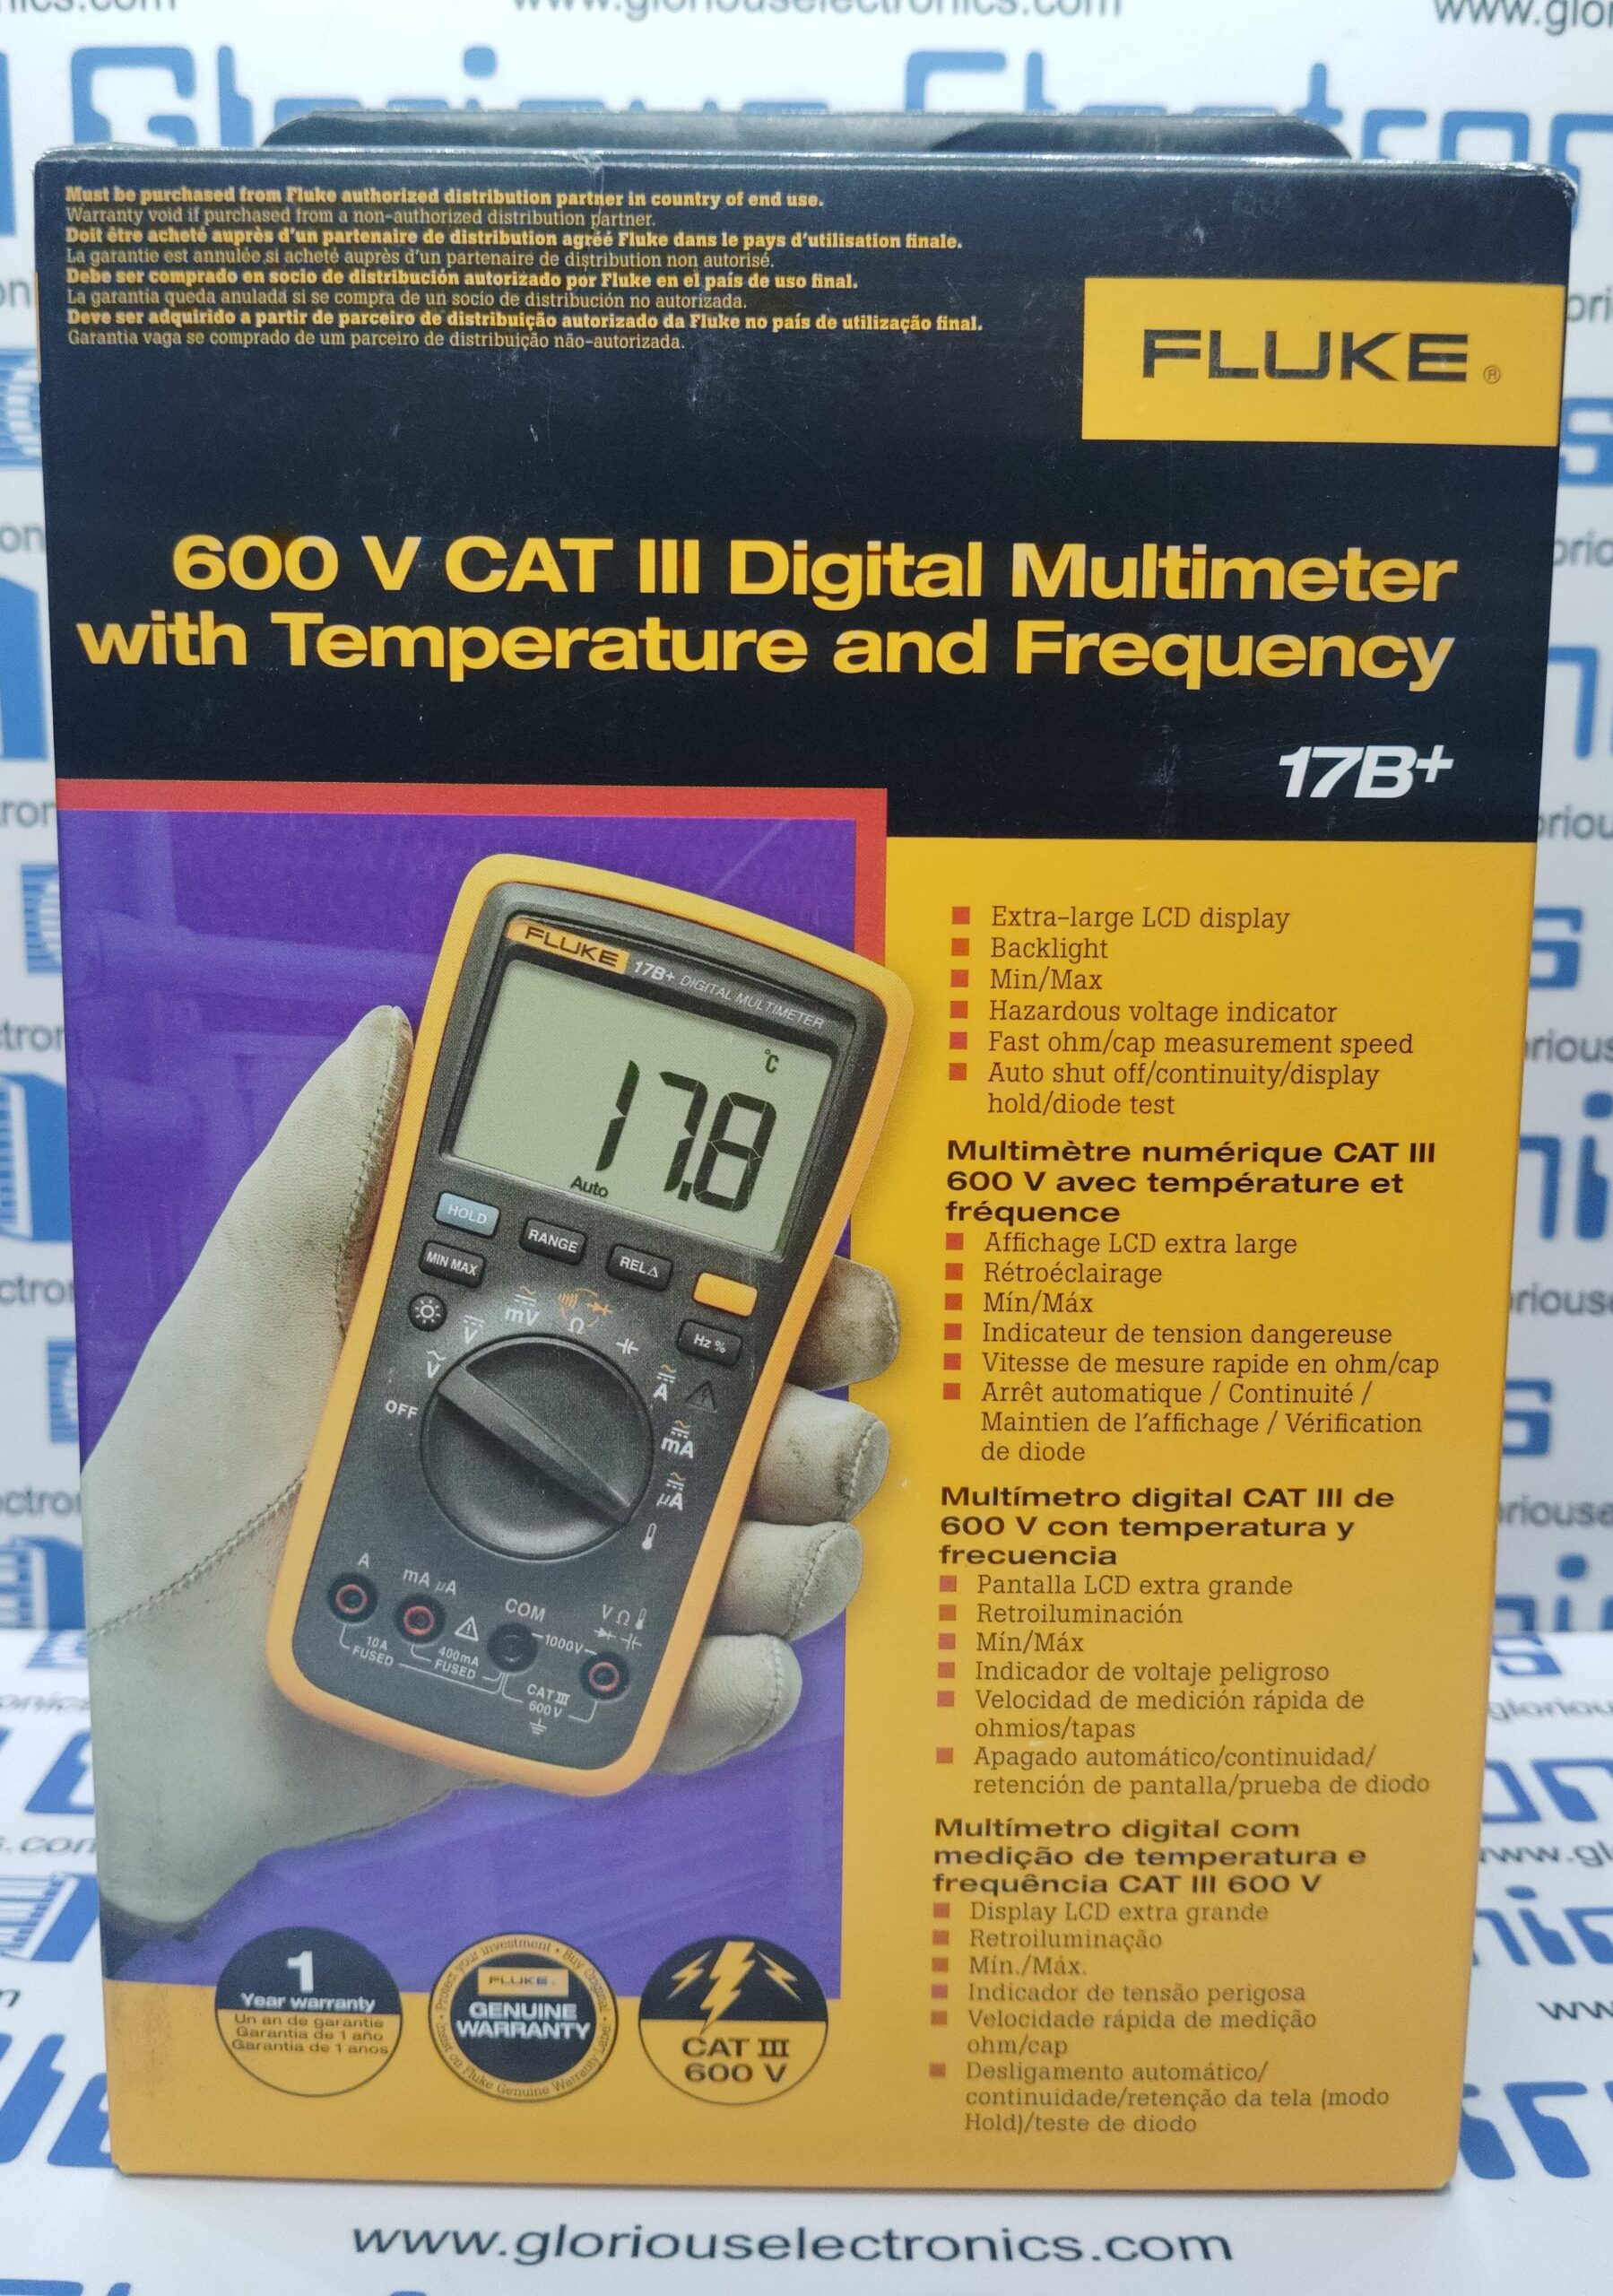 www.gloriouselectronics.com
Must be purchased from Fluke authorized distribution partner in country of end use.
Warranty void if purchased from a non-authorized distribution partner.
Doit être acheté auprès d'un partenaire de distribution agréé Fluke dans le pays d'utilisation finale.
La garantie est annulée si acheté auprès d'un partenaire de distribution non autorisé.
Debe ser comprado en socio de distribución autorizado por Fluke en el país de uso final.
La garantía queda anulada si se compra de un socio de distribución no autorizada.
Deve ser adquirido a partir de parceiro de distribuição autorizado da Fluke no país de utilização final.
Garantia vaga se comprado de um parceiro de distribuição não-autorizada.
FLUKE®
600 V CAT III Digital Multimeter
with Temperature and Frequency
17B+
FLUKE 17B+ DIGITAL MULTIMETER
°C
17.8
Auto
HOLD
RANGE
REL△
MIN MAX
Hz %
mV
Ω
V
V
OFF
A
mA
μA
A
mA μA
COM
V Ω
10A
FUSED
400mA
FUSED
1000V
CAT III
600V
Extra-large LCD display
Backlight
Min/Max
Hazardous voltage indicator
Fast ohm/cap measurement speed
Auto shut off/continuity/display
hold/diode test
Multimètre numérique CAT III
600 V avec température et
fréquence
Affichage LCD extra large
Rétroéclairage
Mín/Máx
Indicateur de tension dangereuse
Vitesse de mesure rapide en ohm/cap
Arrêt automatique / Continuité /
Maintien de l'affichage / Vérification
de diode
Multímetro digital CAT III de
600 V con temperatura y
frecuencia
Pantalla LCD extra grande
Retroiluminación
Mín/Máx
Indicador de voltaje peligroso
Velocidad de medición rápida de
ohmios/tapas
Apagado automático/continuidad/
retención de pantalla/prueba de diodo
Multímetro digital com
medição de temperatura e
frequência CAT III 600 V
Display LCD extra grande
Retroiluminação
Mín./Máx.
Indicador de tensão perigosa
Velocidade rápida de medição
ohm/cap
Desligamento automático/
continuidade/retenção da tela (modo
Hold)/teste de diodo
1
Year warranty
Un an de garantie
Garantía de 1 año
Garantia de 1 anos
Protect your investment • Buy Original • Insist on Fluke Genuine Warranty Label •
FLUKE
GENUINE
WARRANTY
CAT III
600 V
www.gloriouselectronics.com